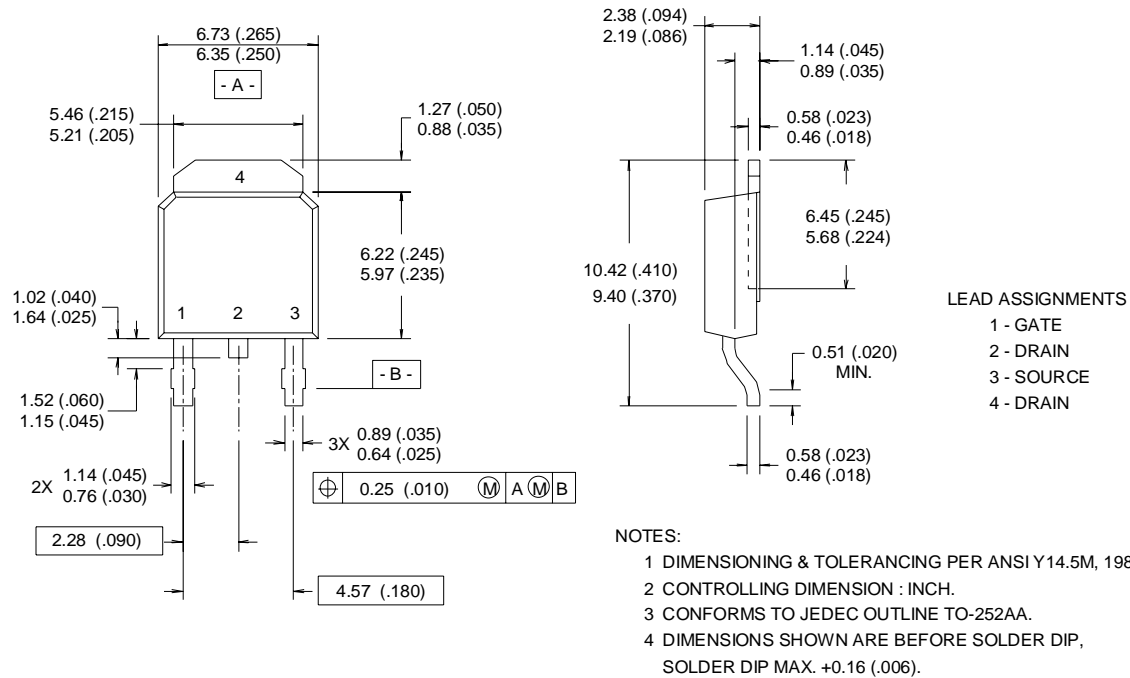 6.73 (.265)
6.35 (.250)
- A -
5.46 (.215)
5.21 (.205)
1.27 (.050)
0.88 (.035)
4
6.22 (.245)
5.97 (.235)
1.02 (.040)
1.64 (.025)
1 2 3
- B -
1.52 (.060)
1.15 (.045)
3X 0.89 (.035)
0.64 (.025)
2X 1.14 (.045)
0.76 (.030)
0.25 (.010) M A M B
2.28 (.090)
4.57 (.180)
2.38 (.094)
2.19 (.086)
1.14 (.045)
0.89 (.035)
0.58 (.023)
0.46 (.018)
6.45 (.245)
5.68 (.224)
10.42 (.410)
9.40 (.370)
0.51 (.020)
MIN.
0.58 (.023)
0.46 (.018)
LEAD ASSIGNMENTS
1 - GATE
2 - DRAIN
3 - SOURCE
4 - DRAIN
NOTES:
1 DIMENSIONING & TOLERANCING PER ANSI Y14.5M, 198
2 CONTROLLING DIMENSION : INCH.
3 CONFORMS TO JEDEC OUTLINE TO-252AA.
4 DIMENSIONS SHOWN ARE BEFORE SOLDER DIP,
SOLDER DIP MAX. +0.16 (.006).